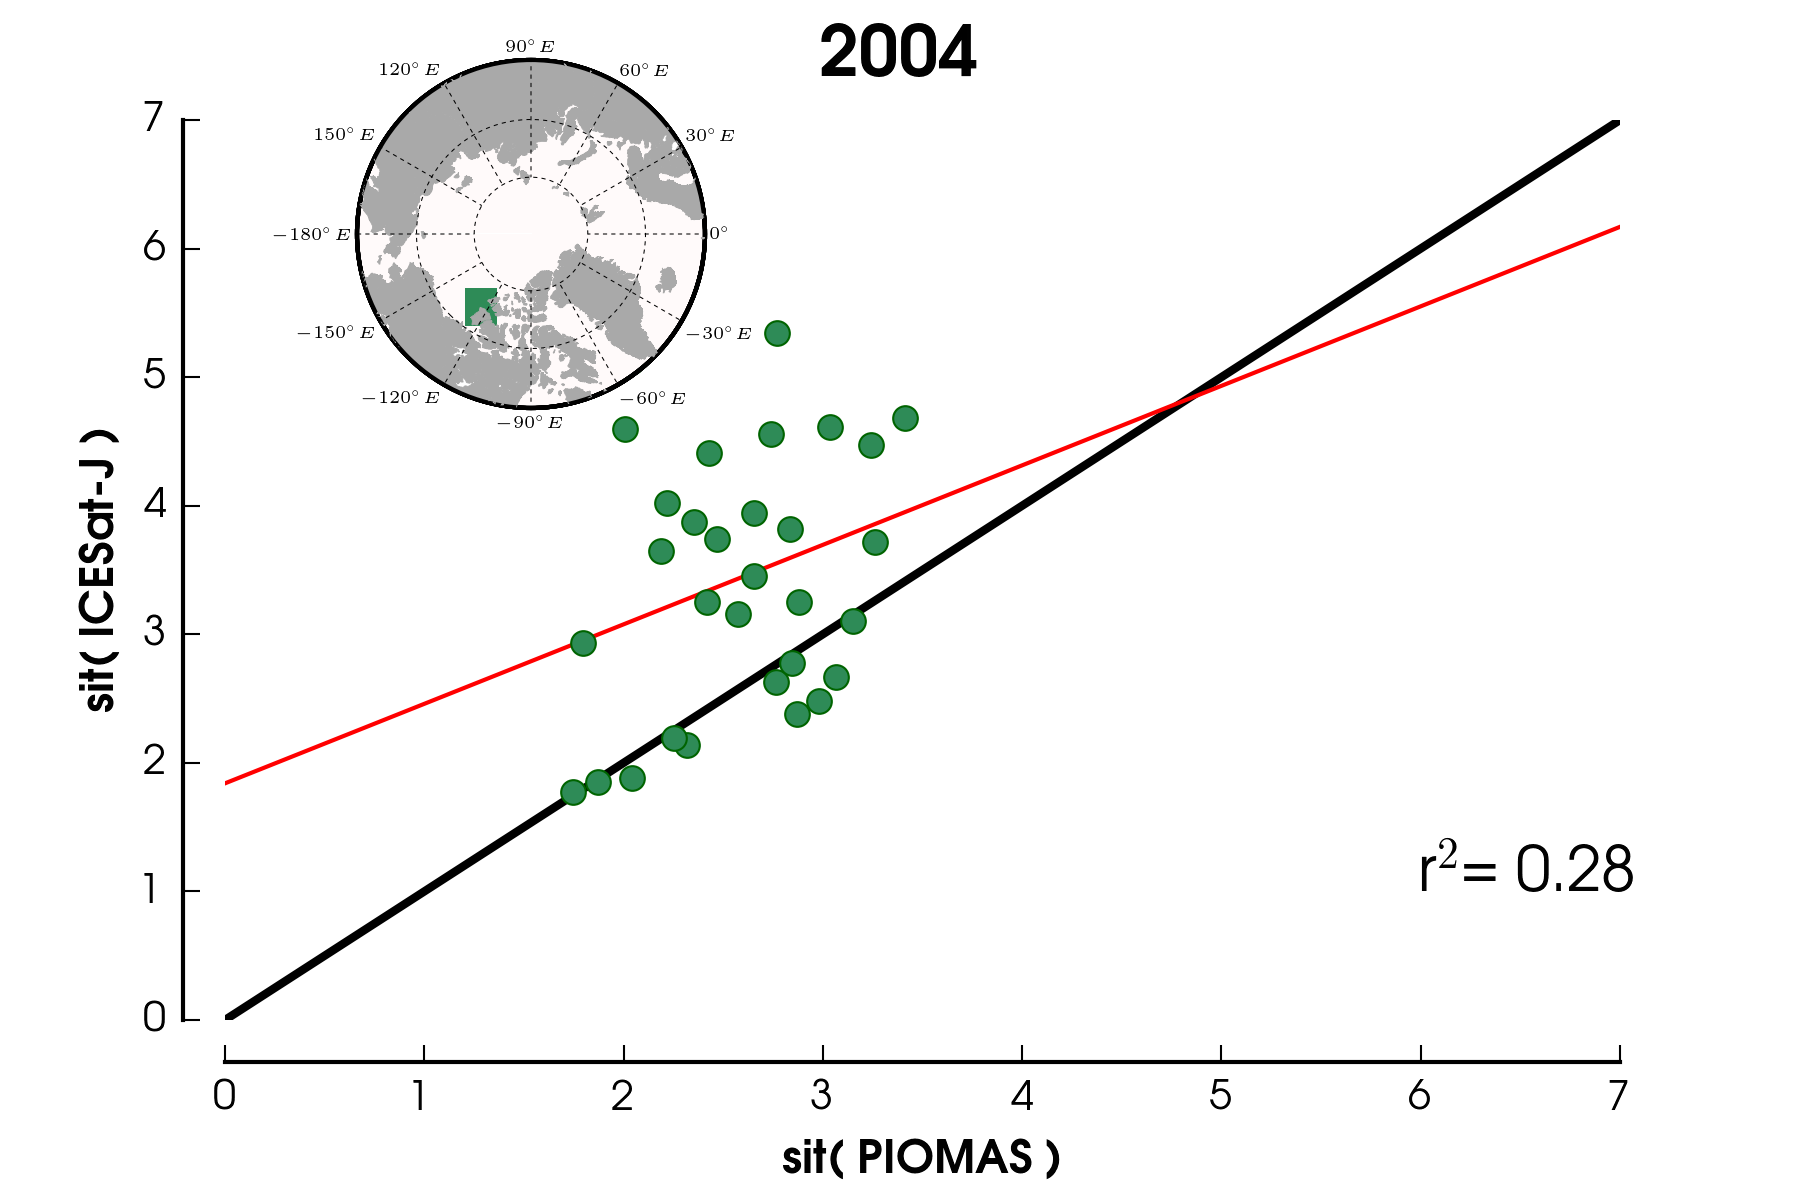 2004
90° E
120° E
60° E
150° E
30° E
−180° E
0°
−150° E
−30° E
−120° E
−60° E
−90° E
7
6
5
4
3
2
1
0
sit( ICESat-J )
r²= 0.28
0 1 2 3 4 5 6 7
sit( PIOMAS )